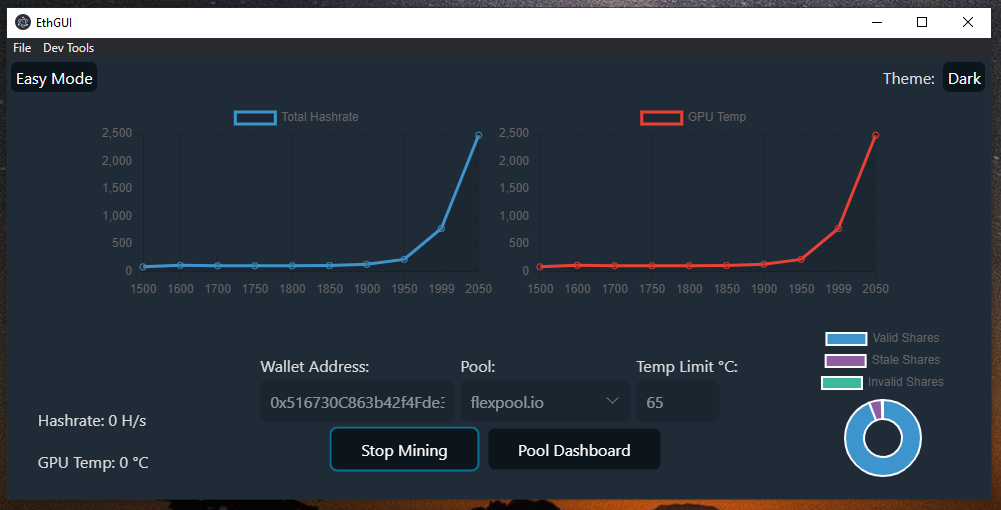 EthGUI
File Dev Tools
Easy Mode
Theme: Dark
Total Hashrate
2,500
2,000
1,500
1,000
500
0
1500 1600 1700 1750 1800 1850 1900 1950 1999 2050
GPU Temp
2,500
2,000
1,500
1,000
500
0
1500 1600 1700 1750 1800 1850 1900 1950 1999 2050
Wallet Address: Pool: Temp Limit °C:
0x516730C863b42f4Fde3 flexpool.io 65
Stop Mining Pool Dashboard
Hashrate: 0 H/s
GPU Temp: 0 °C
Valid Shares
Stale Shares
Invalid Shares